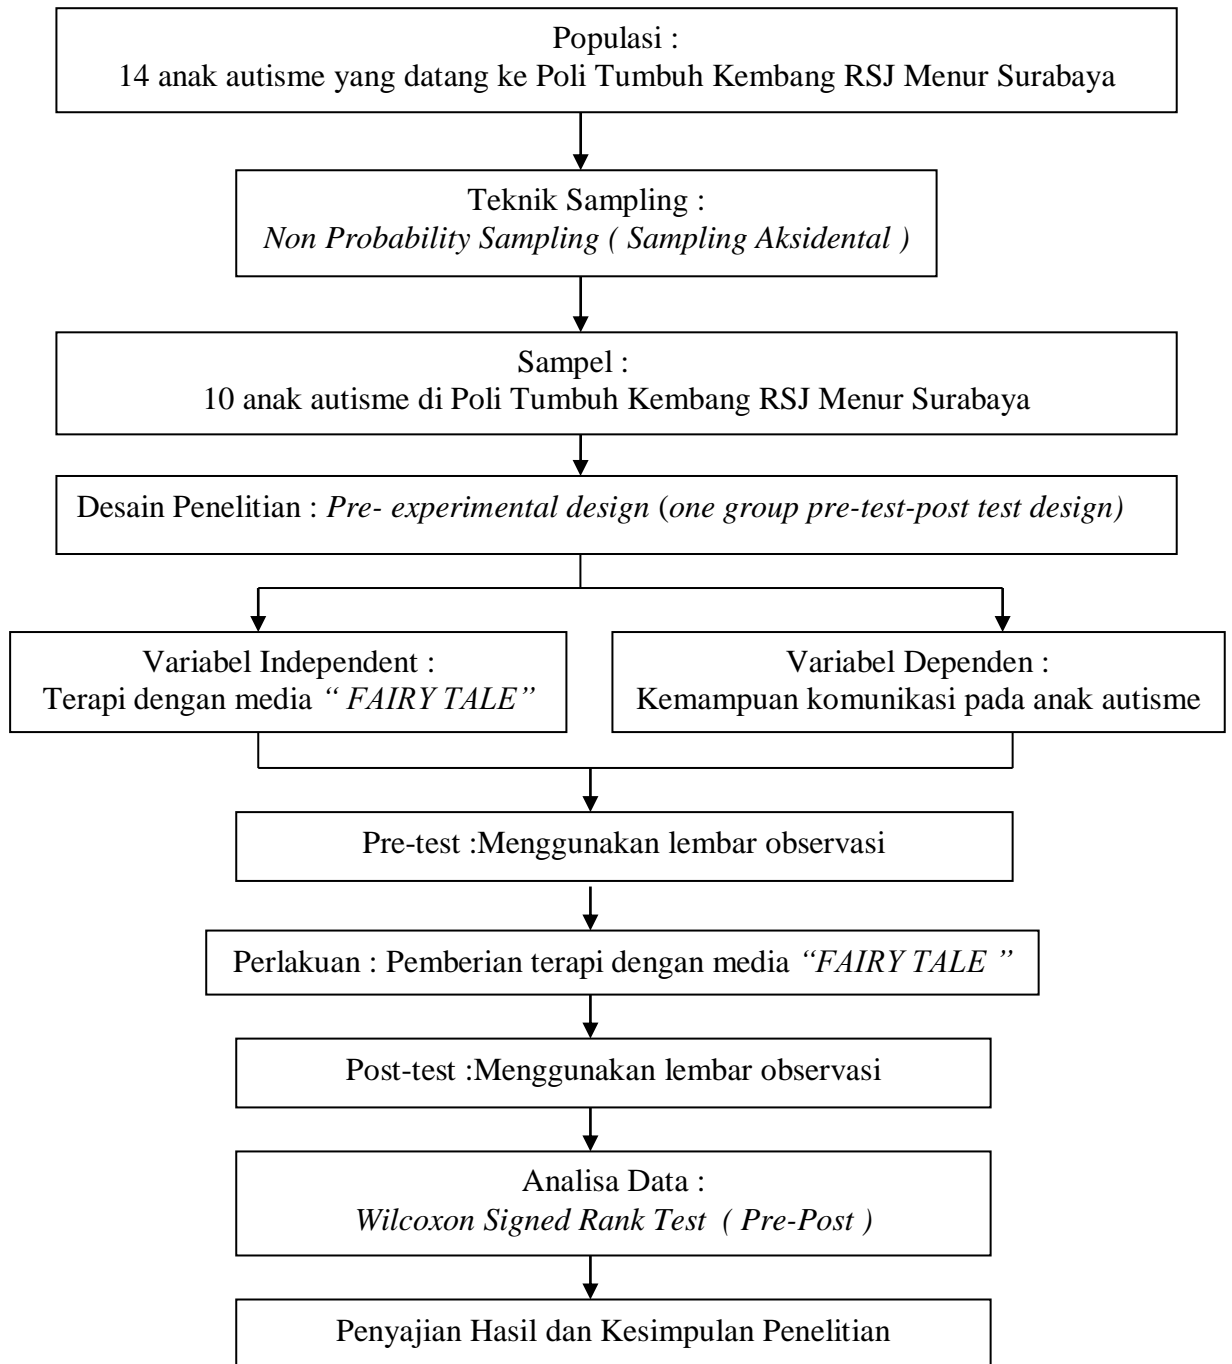 Populasi :
14 anak autisme yang datang ke Poli Tumbuh Kembang RSJ Menur Surabaya
Teknik Sampling :
Non Probability Sampling ( Sampling Aksidental )
Sampel :
10 anak autisme di Poli Tumbuh Kembang RSJ Menur Surabaya
Desain Penelitian : Pre- experimental design (one group pre-test-post test design)
Variabel Independent :
Terapi dengan media “ FAIRY TALE”
Variabel Dependen :
Kemampuan komunikasi pada anak autisme
Pre-test :Menggunakan lembar observasi
Perlakuan : Pemberian terapi dengan media “FAIRY TALE ”
Post-test :Menggunakan lembar observasi
Analisa Data :
Wilcoxon Signed Rank Test ( Pre-Post )
Penyajian Hasil dan Kesimpulan Penelitian